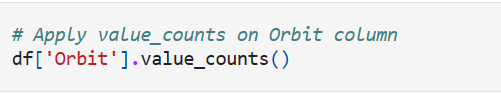 # Apply value_counts on Orbit column
df['Orbit'].value_counts()